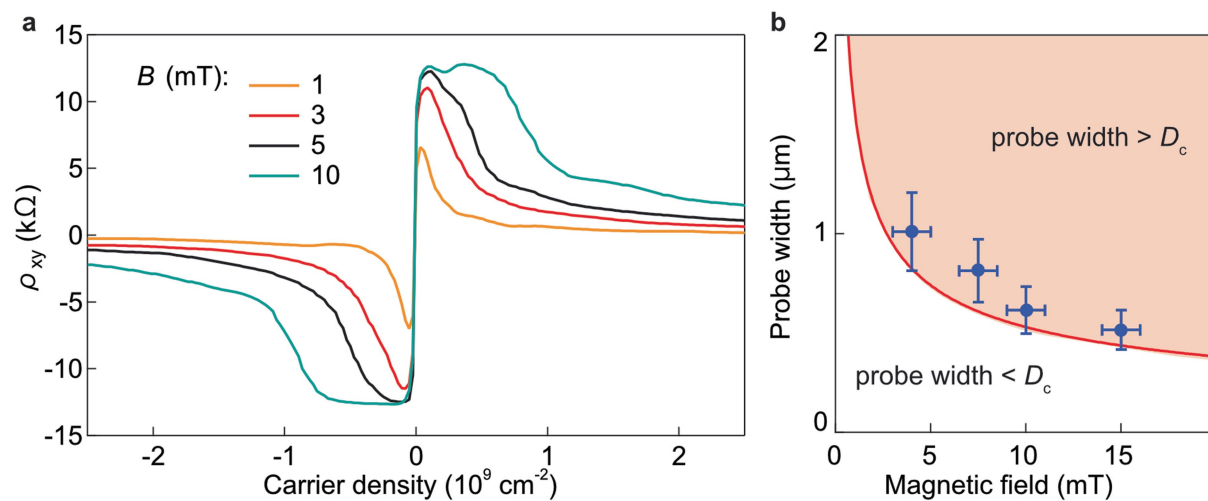 a
15
10
5
0
-5
-10
-15
ρxy (kΩ)
B (mT):
1
3
5
10
-2
-1
0
1
2
Carrier density (10⁹ cm⁻²)
b
2
1
0
Probe width (μm)
probe width > Dc
probe width < Dc
0
5
10
15
Magnetic field (mT)